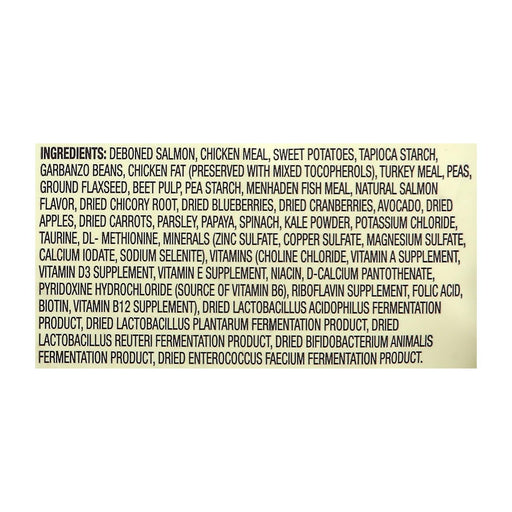 INGREDIENTS: DEBONED SALMON, CHICKEN MEAL, SWEET POTATOES, TAPIOCA STARCH,
GARBANZO BEANS, CHICKEN FAT (PRESERVED WITH MIXED TOCOPHEROLS), TURKEY MEAL, PEAS,
GROUND FLAXSEED, BEET PULP, PEA STARCH, MENHADEN FISH MEAL, NATURAL SALMON
FLAVOR, DRIED CHICORY ROOT, DRIED BLUEBERRIES, DRIED CRANBERRIES, AVOCADO, DRIED
APPLES, DRIED CARROTS, PARSLEY, PAPAYA, SPINACH, KALE POWDER, POTASSIUM CHLORIDE,
TAURINE, DL- METHIONINE, MINERALS (ZINC SULFATE, COPPER SULFATE, MAGNESIUM SULFATE,
CALCIUM IODATE, SODIUM SELENITE), VITAMINS (CHOLINE CHLORIDE, VITAMIN A SUPPLEMENT,
VITAMIN D3 SUPPLEMENT, VITAMIN E SUPPLEMENT, NIACIN, D-CALCIUM PANTOTHENATE,
PYRIDOXINE HYDROCHLORIDE (SOURCE OF VITAMIN B6), RIBOFLAVIN SUPPLEMENT, FOLIC ACID,
BIOTIN, VITAMIN B12 SUPPLEMENT), DRIED LACTOBACILLUS ACIDOPHILUS FERMENTATION
PRODUCT, DRIED LACTOBACILLUS PLANTARUM FERMENTATION PRODUCT, DRIED
LACTOBACILLUS REUTERI FERMENTATION PRODUCT, DRIED BIFIDOBACTERIUM ANIMALIS
FERMENTATION PRODUCT, DRIED ENTEROCOCCUS FAECIUM FERMENTATION PRODUCT.